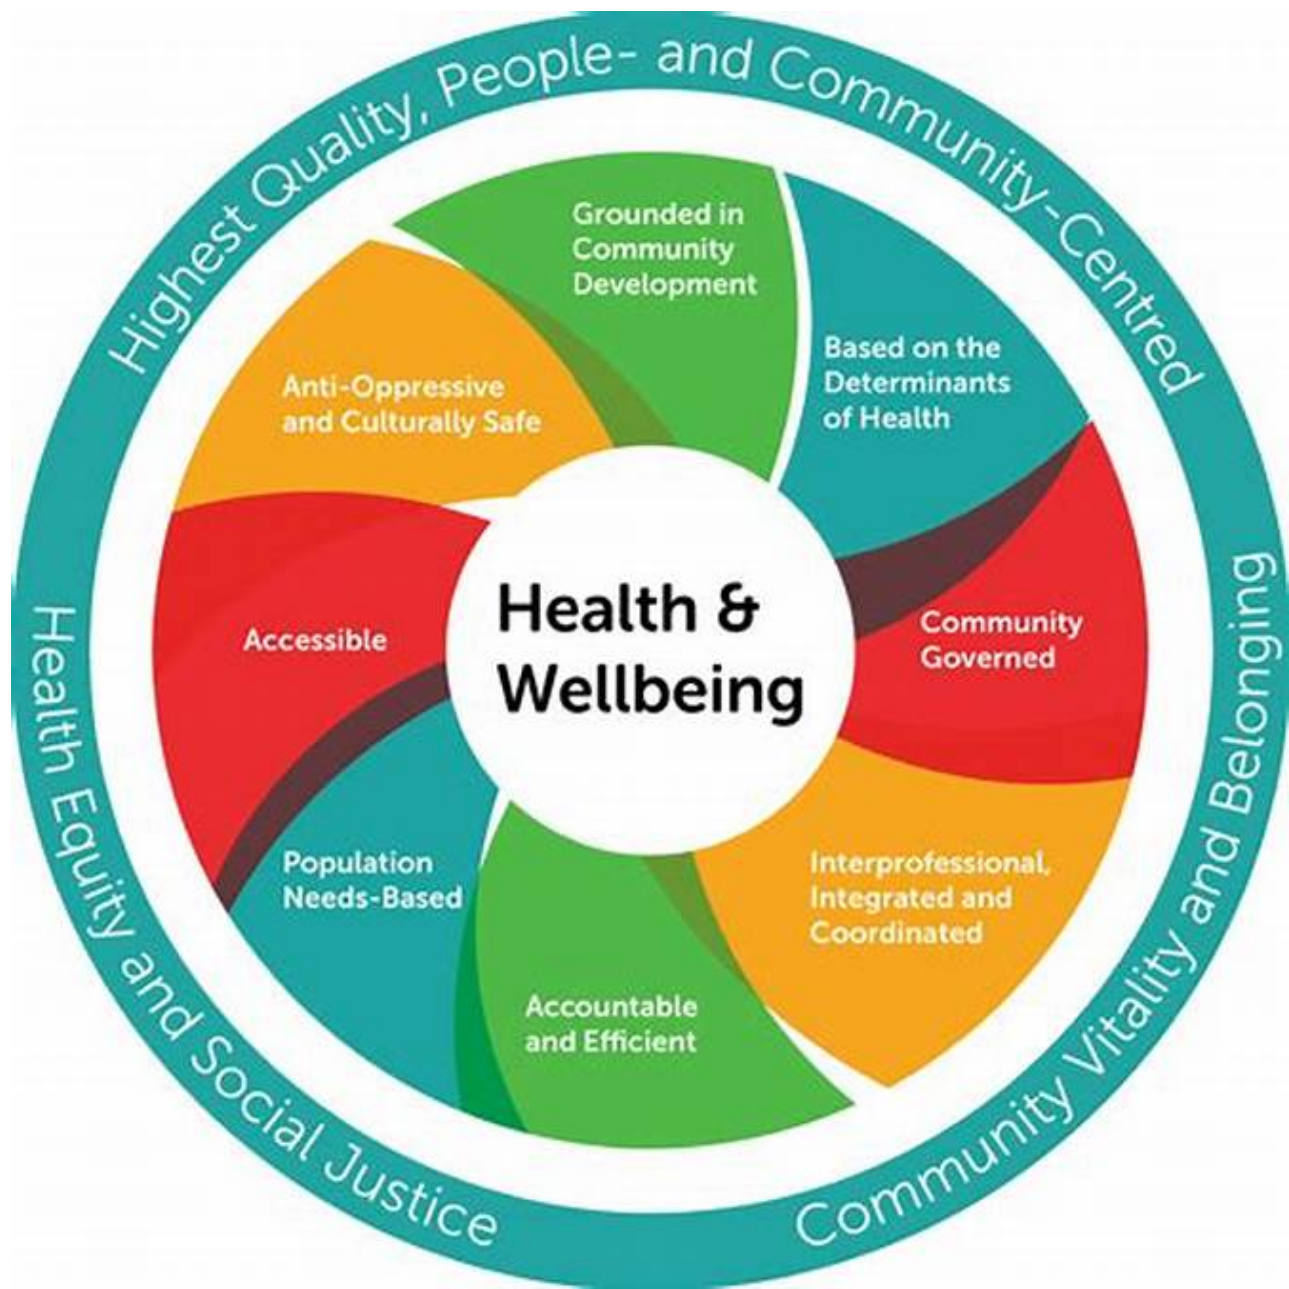 Highest Quality, People- and Community-Centred
Grounded in
Community
Development
Based on the
Determinants
of Health
Anti-Oppressive
and Culturally Safe
Accessible
Health &
Wellbeing
Community
Governed
Population
Needs-Based
Interprofessional,
Integrated and
Coordinated
Accountable
and Efficient
Health Equity and Social Justice
Community Vitality and Belonging